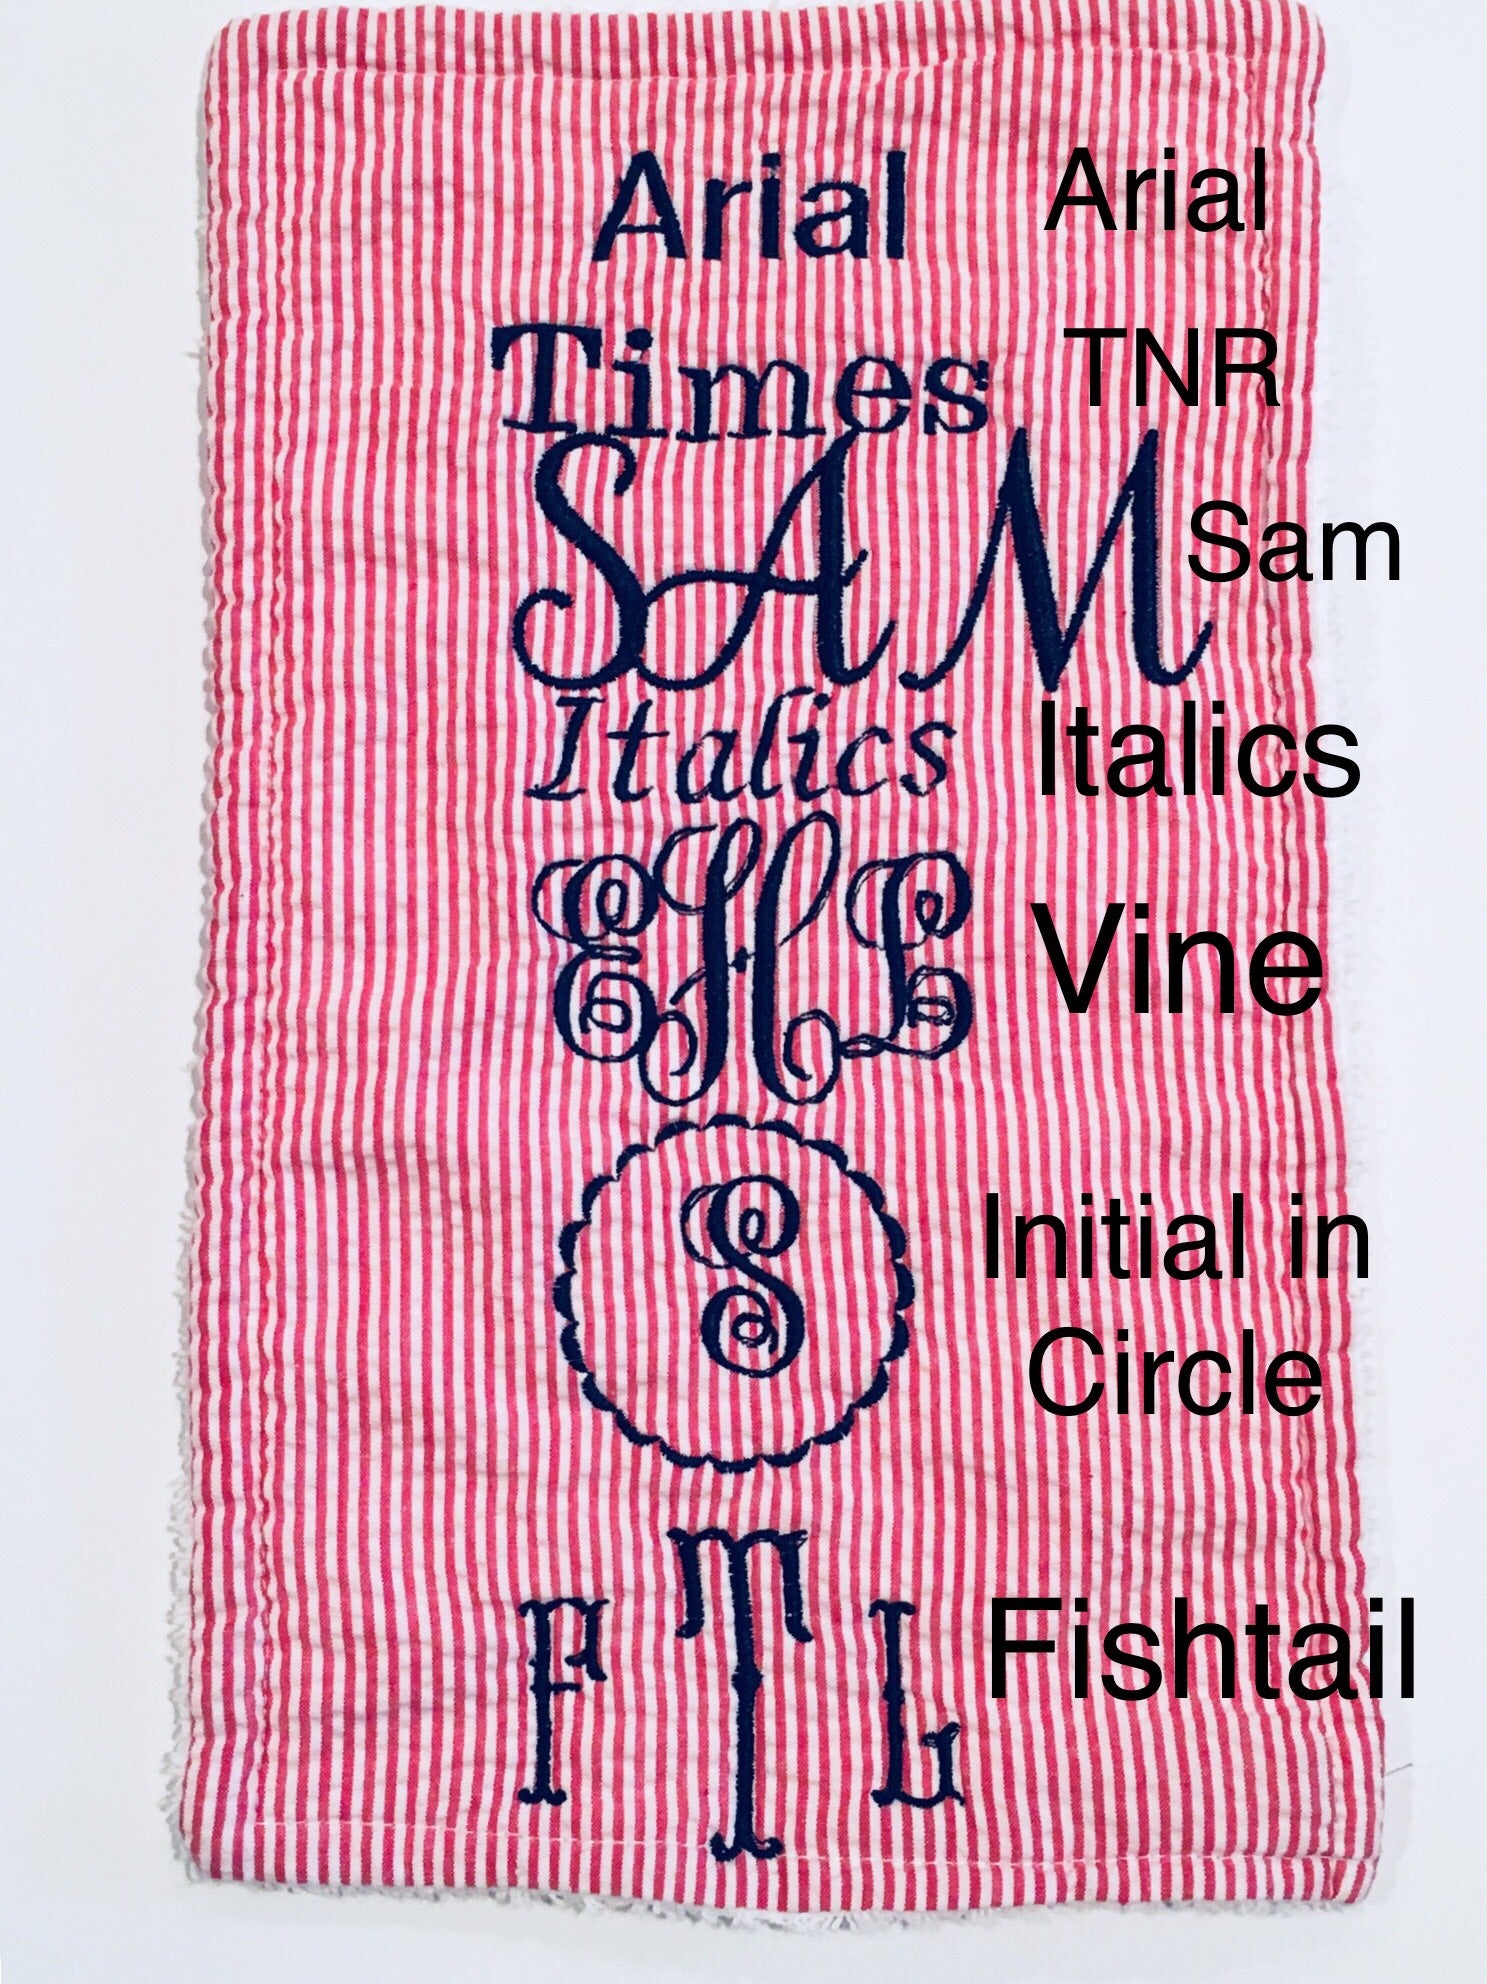 Arial Arial
Times TNR
SAM Sam
Italics Italics
EHL Vine
S Initial in
Circle
FTL Fishtail